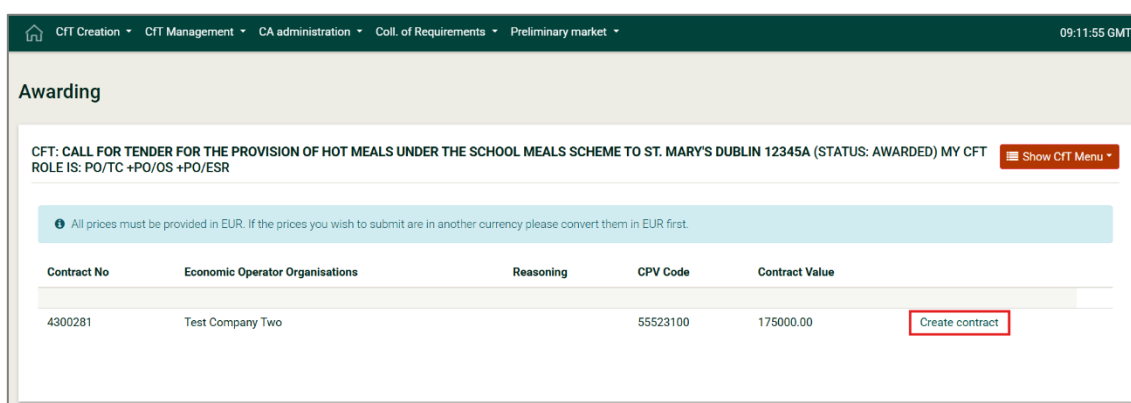 CfT Creation CfT Management CA administration Coll. of Requirements Preliminary market 09:11:55 GMT
Awarding
CFT: CALL FOR TENDER FOR THE PROVISION OF HOT MEALS UNDER THE SCHOOL MEALS SCHEME TO ST. MARY'S DUBLIN 12345A (STATUS: AWARDED) MY CFT
ROLE IS: PO/TC +PO/OS +PO/ESR
Show CfT Menu
All prices must be provided in EUR. If the prices you wish to submit are in another currency please convert them in EUR first.
Contract No Economic Operator Organisations Reasoning CPV Code Contract Value
4300281 Test Company Two 55523100 175000.00 Create contract